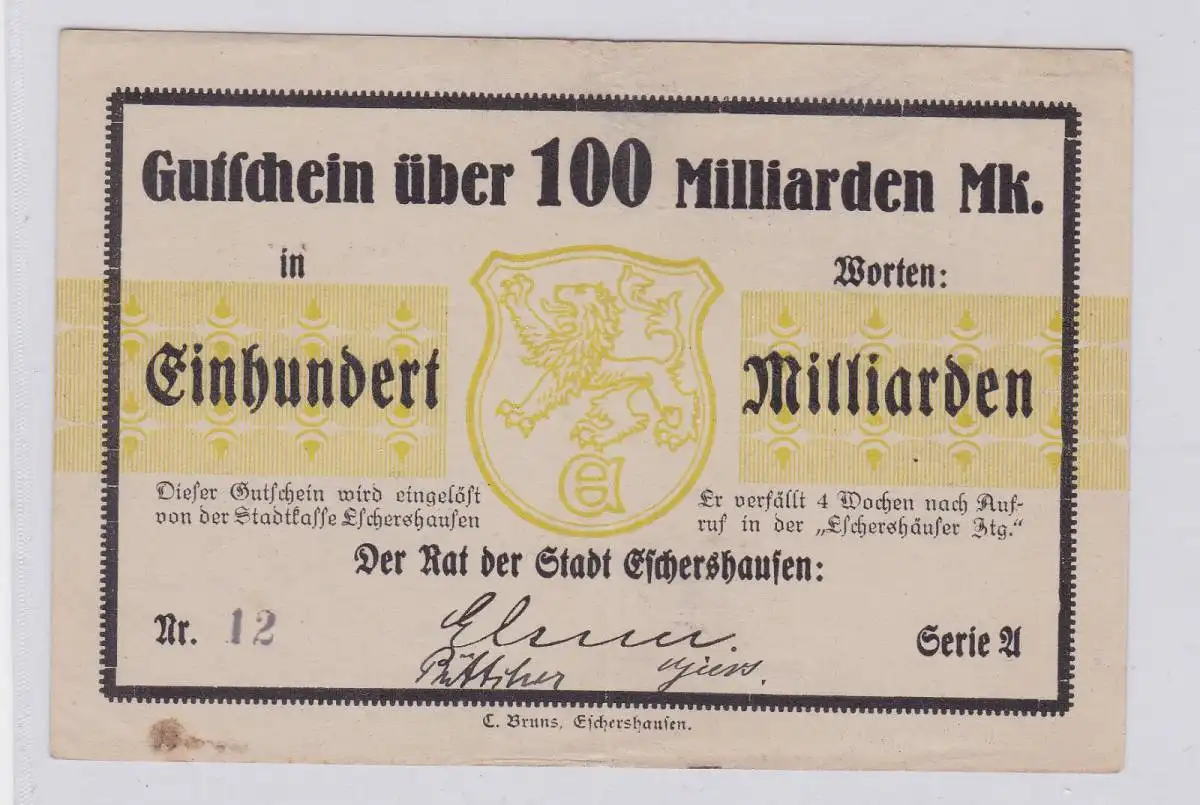 Gutſchein über 100 Milliarden Mk.
in Worten:
Einhundert Milliarden
Dieſer Gutſchein wird eingelöſt
von der Stadtkaſſe Eſchershauſen
Er verfällt 4 Wochen nach Auf-
ruf in der „Eſchershäuſer Ztg.“
Der Rat der Stadt Eſchershauſen:
Nr. 12
Elsner.
Serie A
C. Bruns, Eſchershauſen.